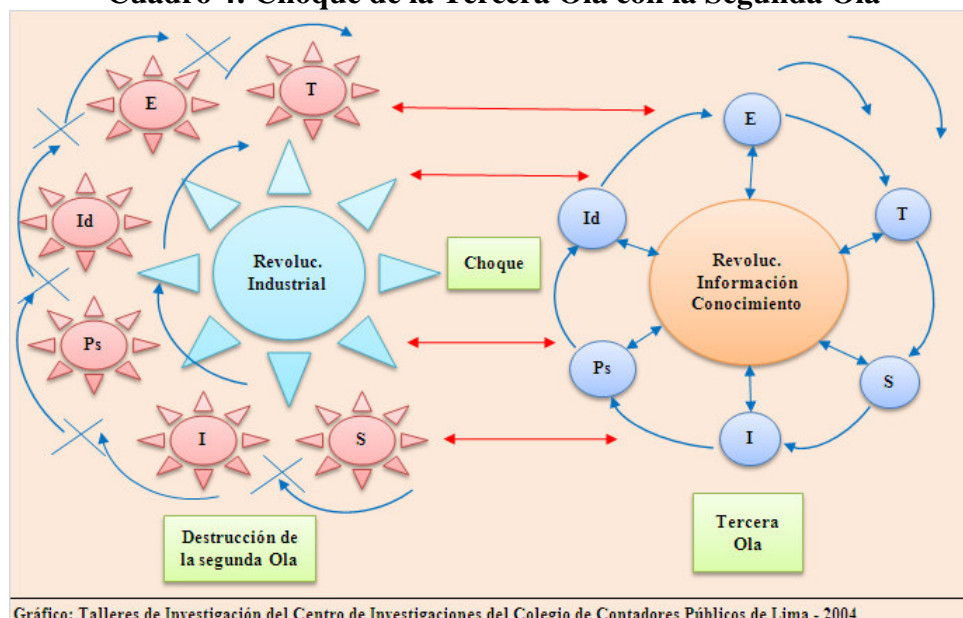 Cuadro 4: Choque de la Tercera Ola con la Segunda Ola
E
T
E
Id
Id
T
Revoluc.
Industrial
Choque
Revoluc.
Información
Conocimiento
Ps
Ps
S
I
S
I
Destrucción de
la segunda Ola
Tercera
Ola
Gráfico: Talleres de Investigación del Centro de Investigaciones del Colegio de Contadores Públicos de Lima - 2004